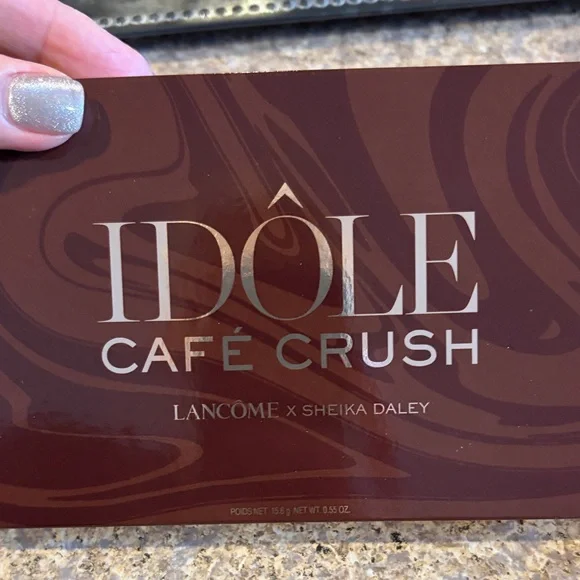 IDÔLE
CAFÉ CRUSH
LANCÔME X SHEIKA DALEY
POIDS NET 15.6 g NET WT. 0.55 OZ.